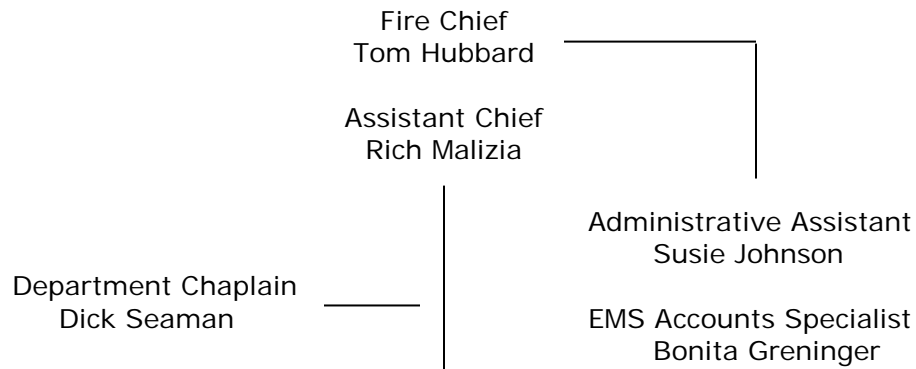 Fire Chief
Tom Hubbard
Assistant Chief
Rich Malizia
Administrative Assistant
Susie Johnson
Department Chaplain
Dick Seaman
EMS Accounts Specialist
Bonita Greninger